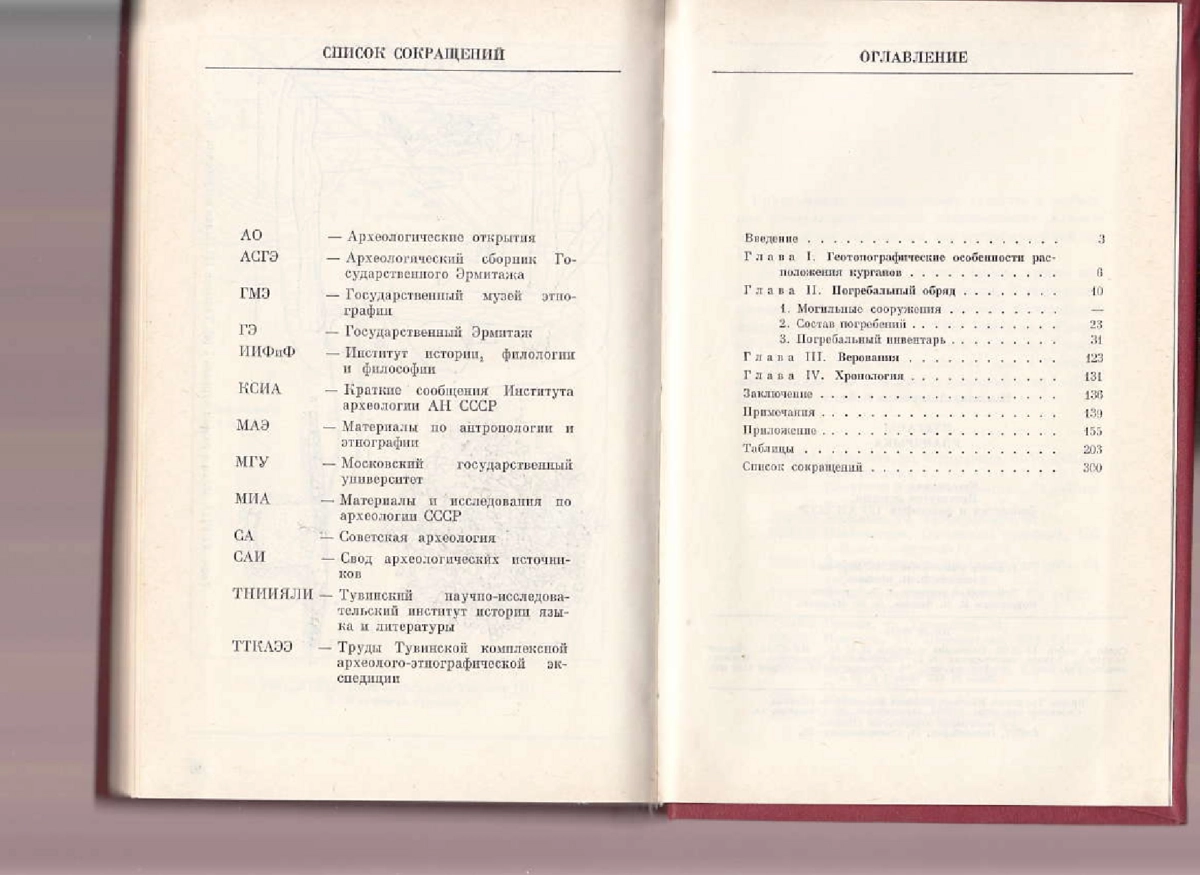 СПИСОК СОКРАЩЕНИЙ
АО — Археологические открытия
АСГЭ — Археологический сборник Го-
сударственного Эрмитажа
ГМЭ — Государственный музей этно-
графии
ГЭ — Государственный Эрмитаж
ИИФиФ — Институт истории, филологии
и философии
КСИА — Краткие сообщения Института
археологии АН СССР
МАЭ — Материалы по антропологии и
этнографии
МГУ — Московский государственный
университет
МИА — Материалы и исследования по
археологии СССР
СА — Советская археология
САИ — Свод археологических источни-
ков
ТНИИЯЛИ — Тувинский научно-исследова-
тельский институт истории язы-
ка и литературы
ТТКАЭЭ — Труды Тувинской комплексной
археолого-этнографической эк-
спедиции
ОГЛАВЛЕНИЕ
Введение . . . . . . . . . . . . . . . . . . . . 3
Глава I. Геотопографические особенности рас-
положения курганов . . . . . . . . . . . . 6
Глава II. Погребальный обряд . . . . . . . . 10
1. Могильные сооружения . . . . . . . . . —
2. Состав погребений . . . . . . . . . . . . 23
3. Погребальный инвентарь . . . . . . . . . 31
Глава III. Верования . . . . . . . . . . . . 123
Глава IV. Хронология . . . . . . . . . . . . 131
Заключение . . . . . . . . . . . . . . . . . . . 136
Примечания . . . . . . . . . . . . . . . . . . . 139
Приложение . . . . . . . . . . . . . . . . . . . 155
Таблицы . . . . . . . . . . . . . . . . . . . . 203
Список сокращений . . . . . . . . . . . . . . . 300